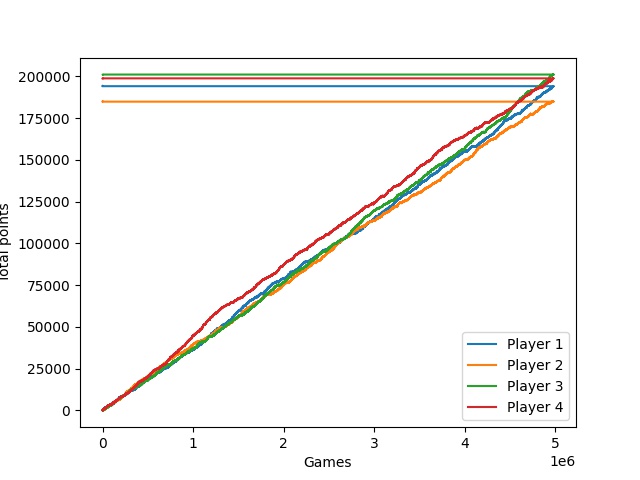 200000
175000
150000
125000
100000
75000
50000
25000
0
Total points
0 1 2 3 4 5
1e6
Games
Player 1
Player 2
Player 3
Player 4